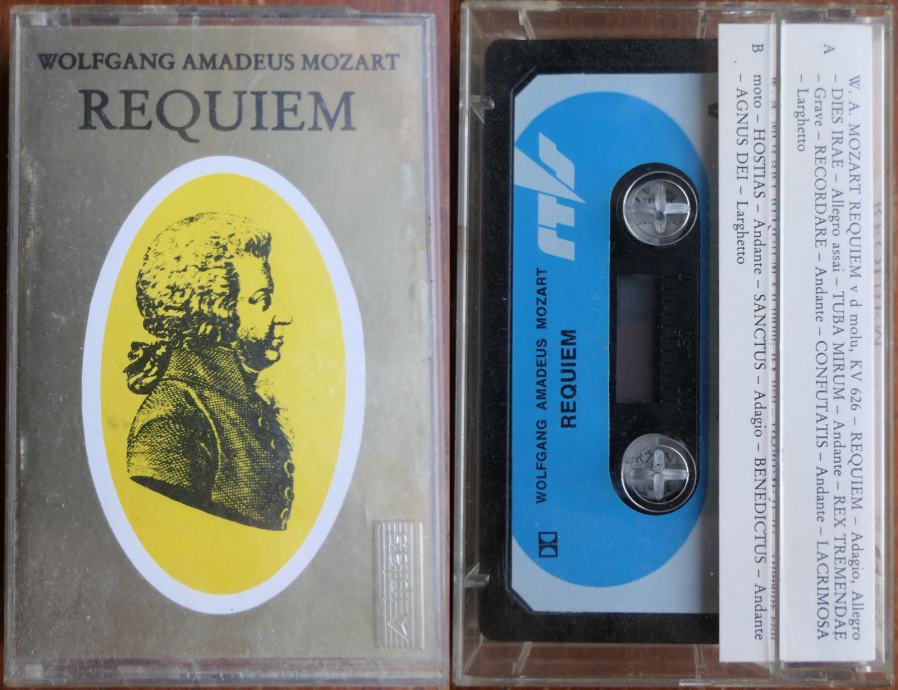 WOLFGANG AMADEUS MOZART
REQUIEM
WOLFGANG AMADEUS MOZART
REQUIEM
A
W. A. MOZART REQUIEM v d molu, KV 626 – REQUIEM – Adagio, Allegro
– DIES IRAE – Allegro assai – TUBA MIRUM – Andante – REX TREMENDAE
– Grave – RECORDARE – Andante – CONFUTATIS – Andante – LACRIMOSA
– Larghetto
B
moto – HOSTIAS – Andante – SANCTUS – Adagio – BENEDICTUS – Andante
– AGNUS DEI – Larghetto